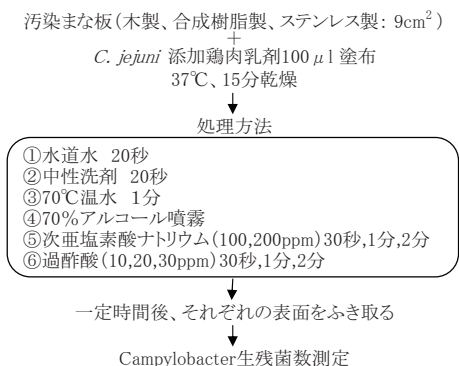 汚染まな板(木製、合成樹脂製、ステンレス製: 9cm²)
+
C. jejuni 添加鶏肉乳剤100μl塗布
37℃、15分乾燥
処理方法
①水道水 20秒
②中性洗剤 20秒
③70℃温水 1分
④70%アルコール噴霧
⑤次亜塩素酸ナトリウム(100,200ppm)30秒,1分,2分
⑥過酢酸(10,20,30ppm)30秒,1分,2分
一定時間後、それぞれの表面をふき取る
Campylobacter生残菌数測定